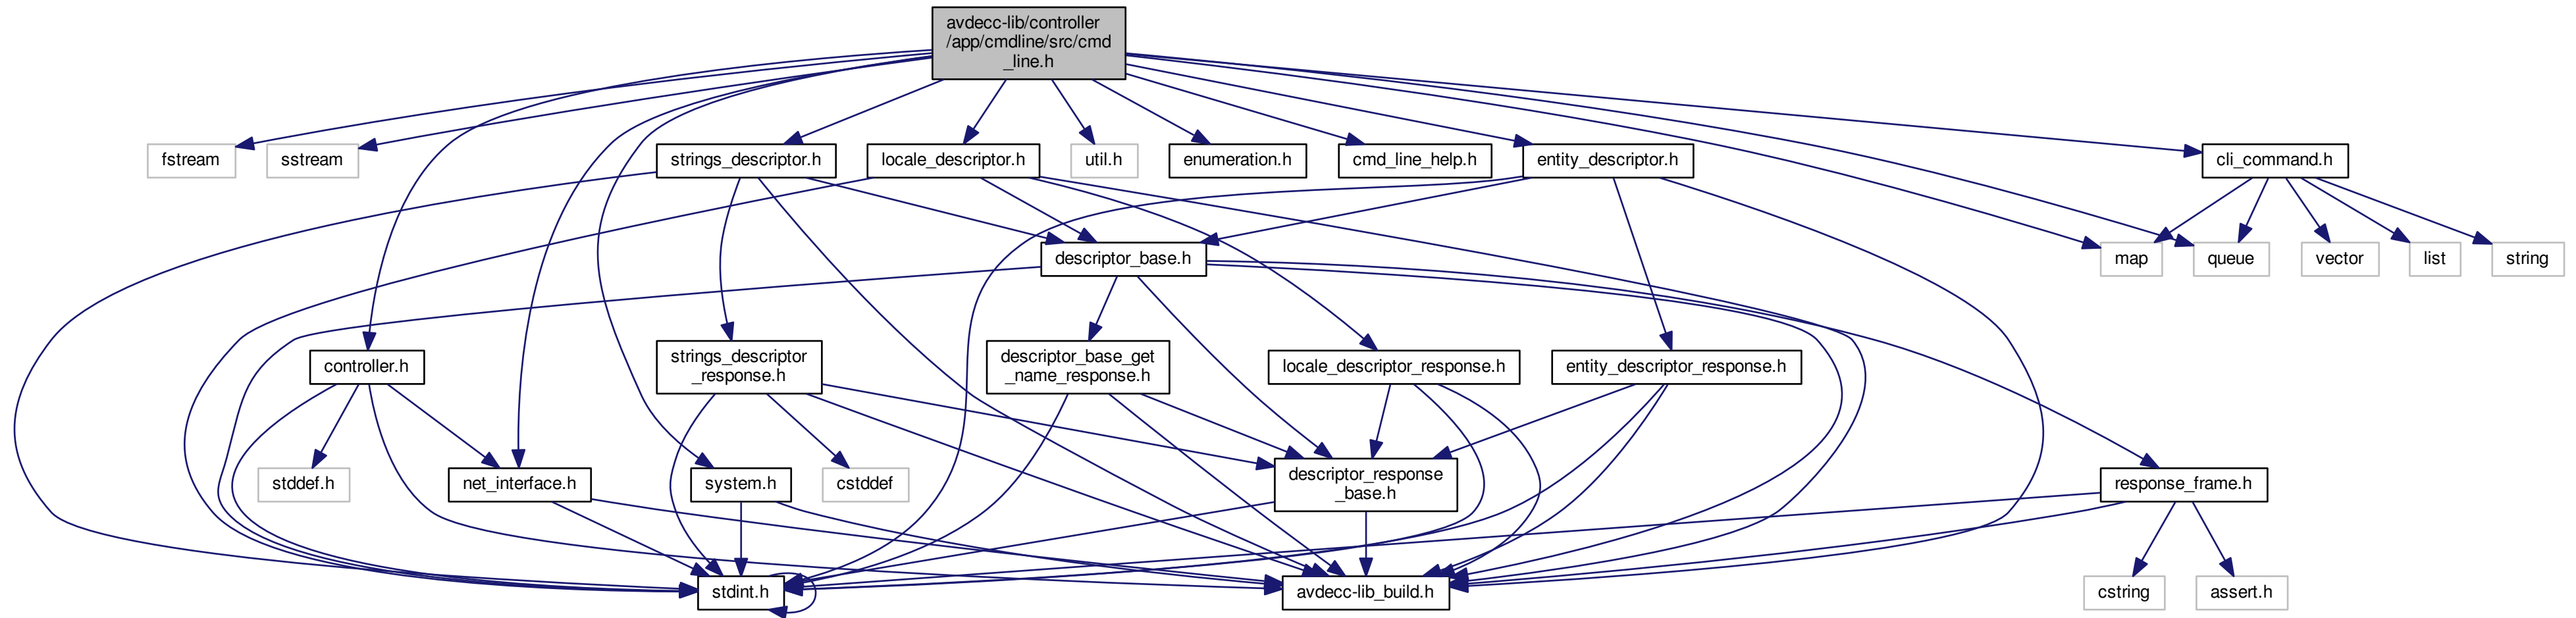 avdecc-lib/controller
/app/cmdline/src/cmd
_line.h
fstream
sstream
strings_descriptor.h
locale_descriptor.h
util.h
enumeration.h
cmd_line_help.h
entity_descriptor.h
cli_command.h
descriptor_base.h
map
queue
vector
list
string
controller.h
strings_descriptor
_response.h
descriptor_base_get
_name_response.h
locale_descriptor_response.h
entity_descriptor_response.h
stddef.h
net_interface.h
system.h
cstddef
descriptor_response
_base.h
response_frame.h
stdint.h
avdecc-lib_build.h
cstring
assert.h